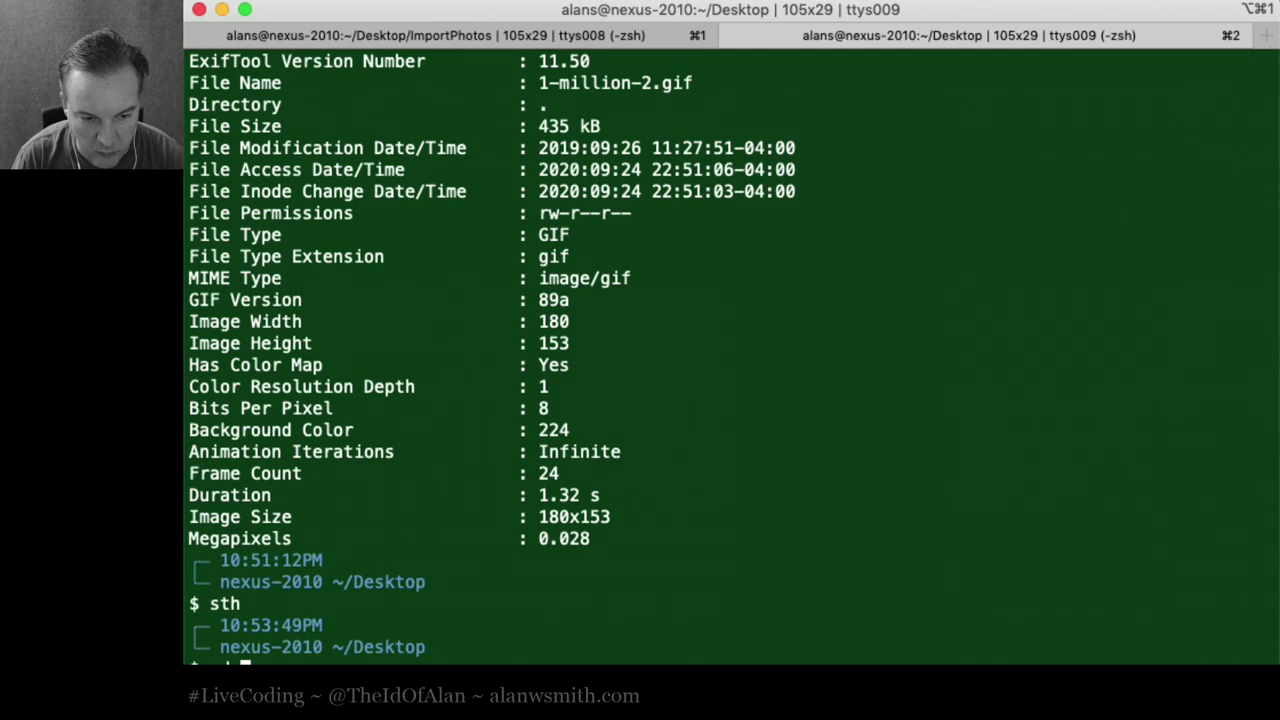 alans@nexus-2010:~/Desktop | 105x29 | ttys009
⌥⌘1
alans@nexus-2010:~/Desktop/ImportPhotos | 105x29 | ttys008 (-zsh) ⌘1
alans@nexus-2010:~/Desktop | 105x29 | ttys009 (-zsh) ⌘2
ExifTool Version Number : 11.50
File Name : 1-million-2.gif
Directory : .
File Size : 435 kB
File Modification Date/Time : 2019:09:26 11:27:51-04:00
File Access Date/Time : 2020:09:24 22:51:06-04:00
File Inode Change Date/Time : 2020:09:24 22:51:03-04:00
File Permissions : rw-r--r--
File Type : GIF
File Type Extension : gif
MIME Type : image/gif
GIF Version : 89a
Image Width : 180
Image Height : 153
Has Color Map : Yes
Color Resolution Depth : 1
Bits Per Pixel : 8
Background Color : 224
Animation Iterations : Infinite
Frame Count : 24
Duration : 1.32 s
Image Size : 180x153
Megapixels : 0.028
10:51:12PM
nexus-2010 ~/Desktop
$ sth
10:53:49PM
nexus-2010 ~/Desktop
#LiveCoding ~ @TheIdOfAlan ~ alanwsmith.com